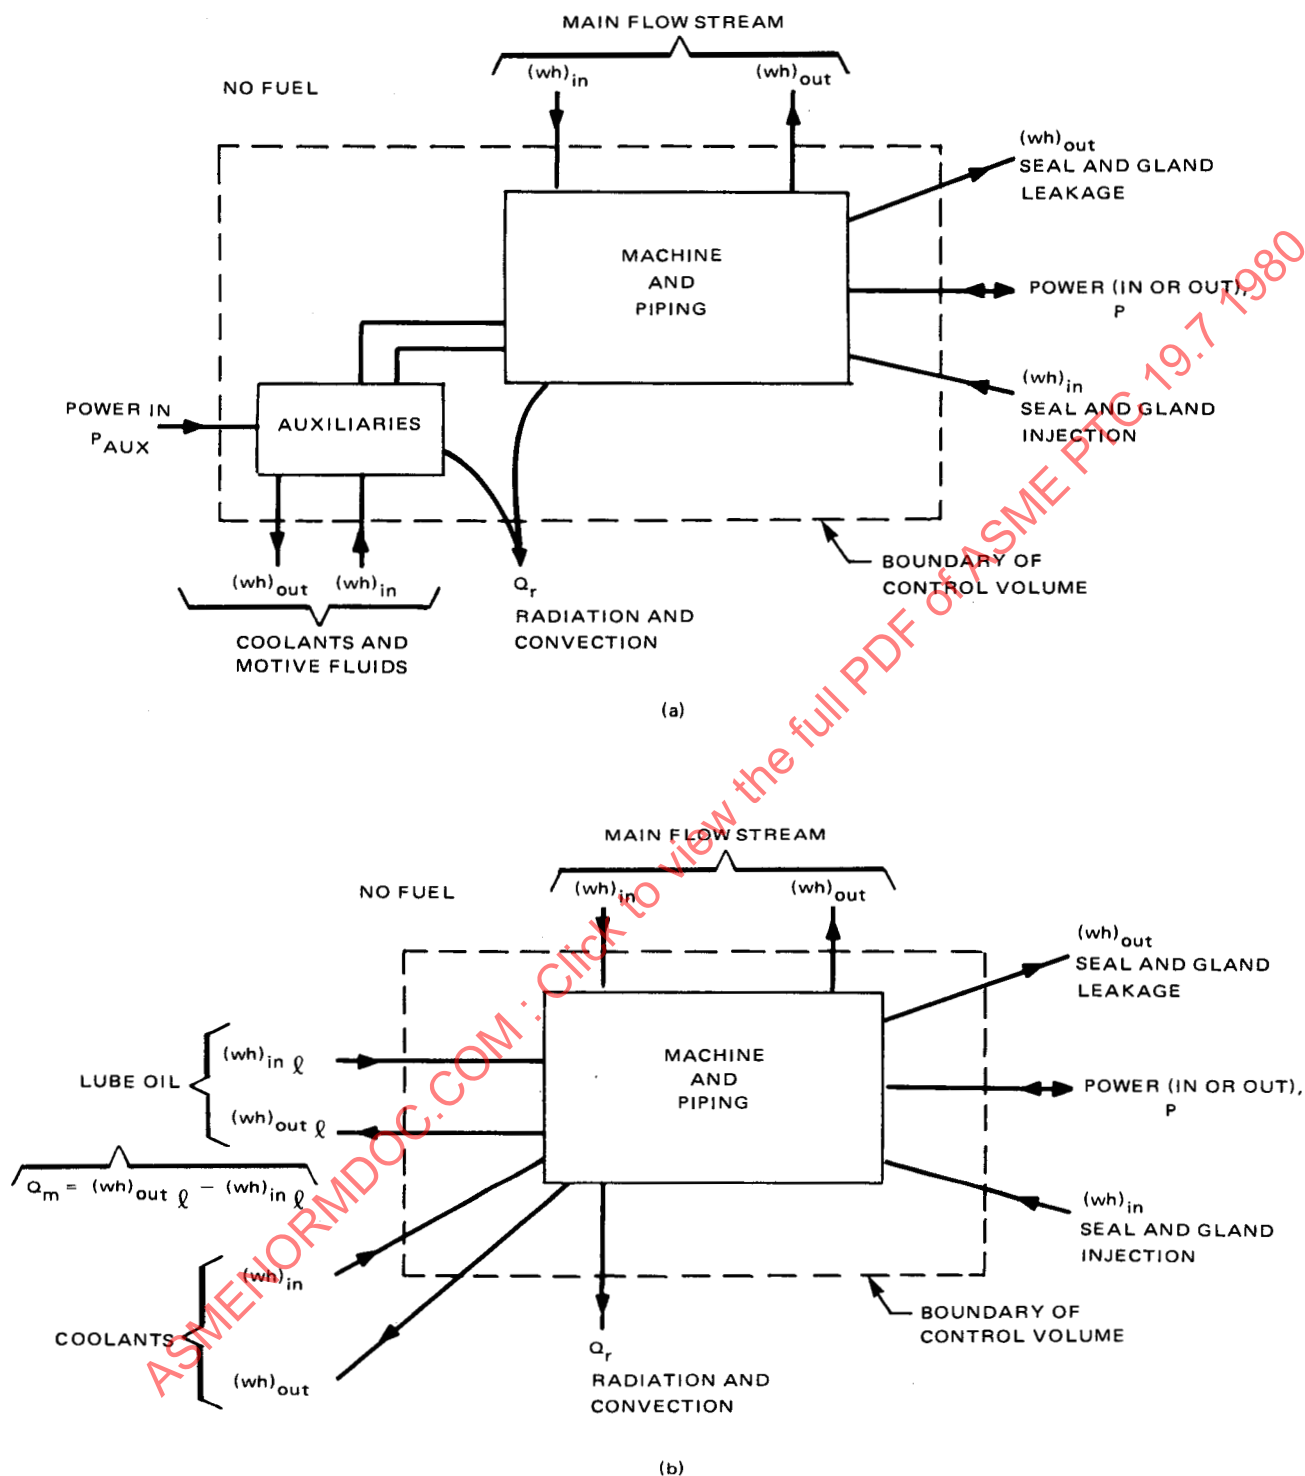 MAIN FLOW STREAM
(wh)in
(wh)out
NO FUEL
(wh)out
SEAL AND GLAND
LEAKAGE
MACHINE
AND
PIPING
POWER (IN OR OUT),
P
(wh)in
SEAL AND GLAND
INJECTION
POWER IN
PAUX
AUXILIARIES
BOUNDARY OF
CONTROL VOLUME
(wh)out
(wh)in
COOLANTS AND
MOTIVE FLUIDS
Qr
RADIATION AND
CONVECTION
(a)
MAIN FLOW STREAM
(wh)in
(wh)out
NO FUEL
(wh)out
SEAL AND GLAND
LEAKAGE
LUBE OIL
(wh)in ℓ
(wh)out ℓ
MACHINE
AND
PIPING
POWER (IN OR OUT),
P
Qm = (wh)out ℓ − (wh)in ℓ
(wh)in
SEAL AND GLAND
INJECTION
COOLANTS
(wh)in
(wh)out
BOUNDARY OF
CONTROL VOLUME
Qr
RADIATION AND
CONVECTION
(b)
ASMENORMDOC.COM : Click to view the full PDF of ASME PTC 19.7 1980